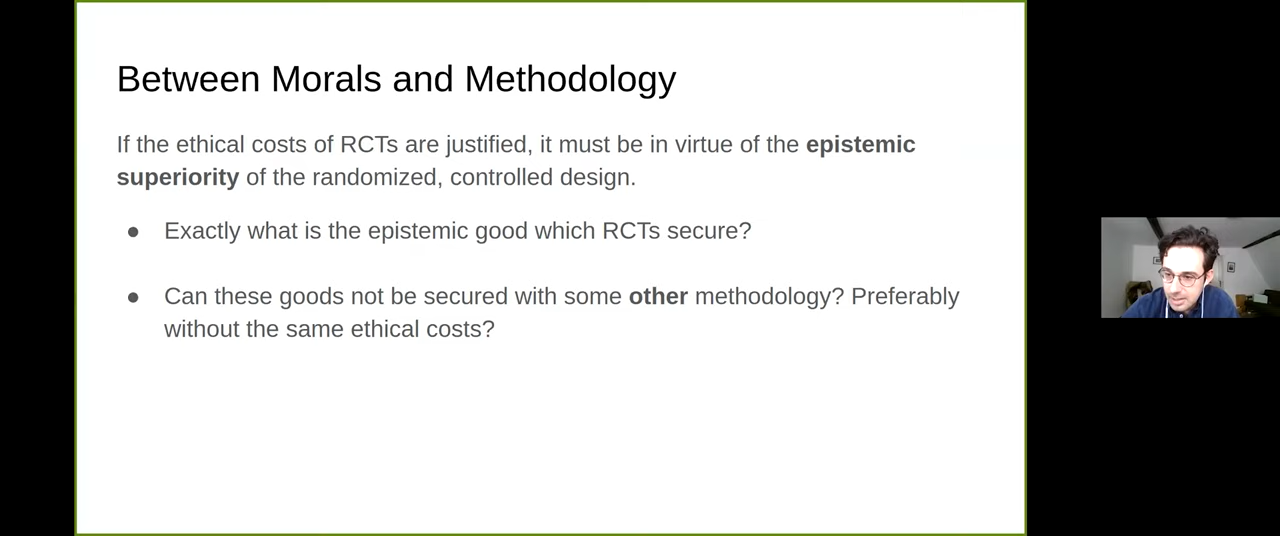 Between Morals and Methodology
If the ethical costs of RCTs are justified, it must be in virtue of the epistemic
superiority of the randomized, controlled design.
● Exactly what is the epistemic good which RCTs secure?
● Can these goods not be secured with some other methodology? Preferably
without the same ethical costs?